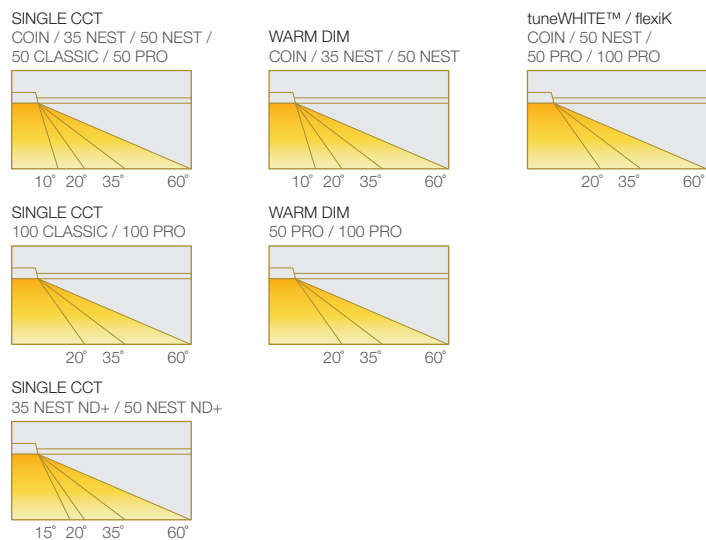 SINGLE CCT
COIN / 35 NEST / 50 NEST /
50 CLASSIC / 50 PRO
10° 20° 35° 60°
WARM DIM
COIN / 35 NEST / 50 NEST
10° 20° 35° 60°
tuneWHITE™ / flexiK
COIN / 50 NEST /
50 PRO / 100 PRO
20° 35° 60°
SINGLE CCT
100 CLASSIC / 100 PRO
20° 35° 60°
WARM DIM
50 PRO / 100 PRO
20° 35° 60°
SINGLE CCT
35 NEST ND+ / 50 NEST ND+
15° 20° 35° 60°